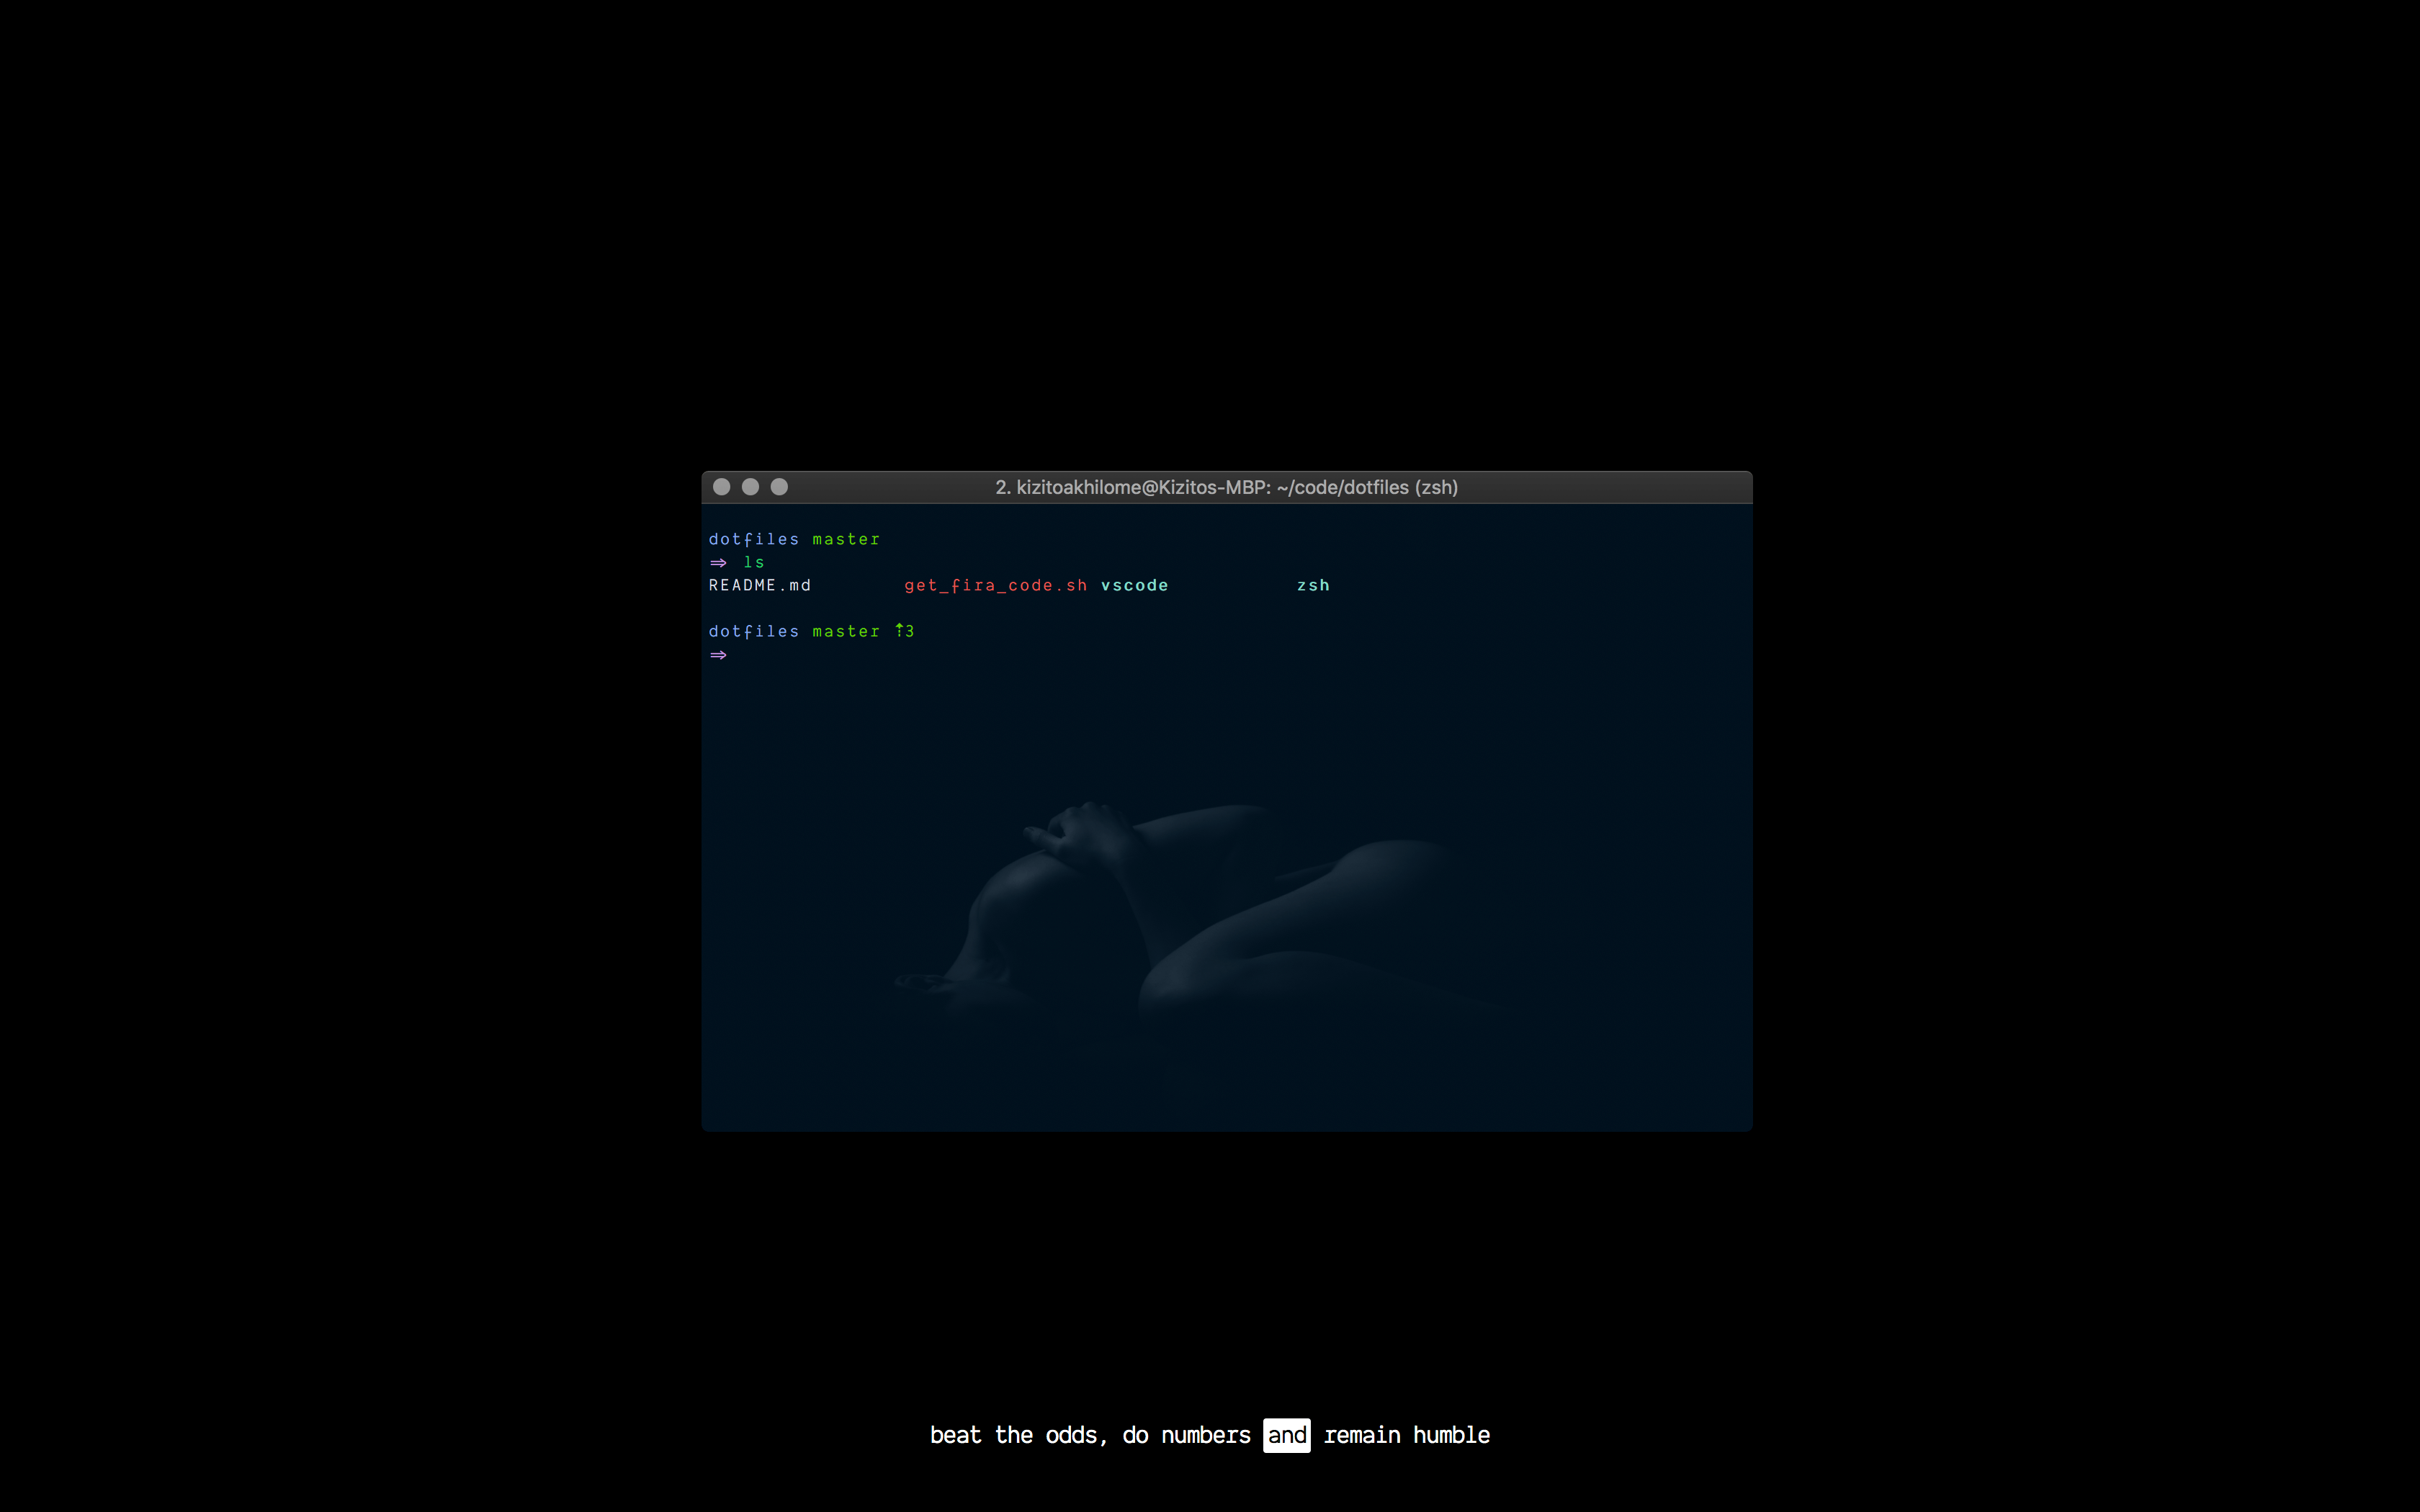 2. kizitoakhilome@Kizitos-MBP: ~/code/dotfiles (zsh)
dotfiles master
⇒ ls
README.md get_fira_code.sh vscode zsh
dotfiles master ⇡3
⇒
beat the odds, do numbers and remain humble